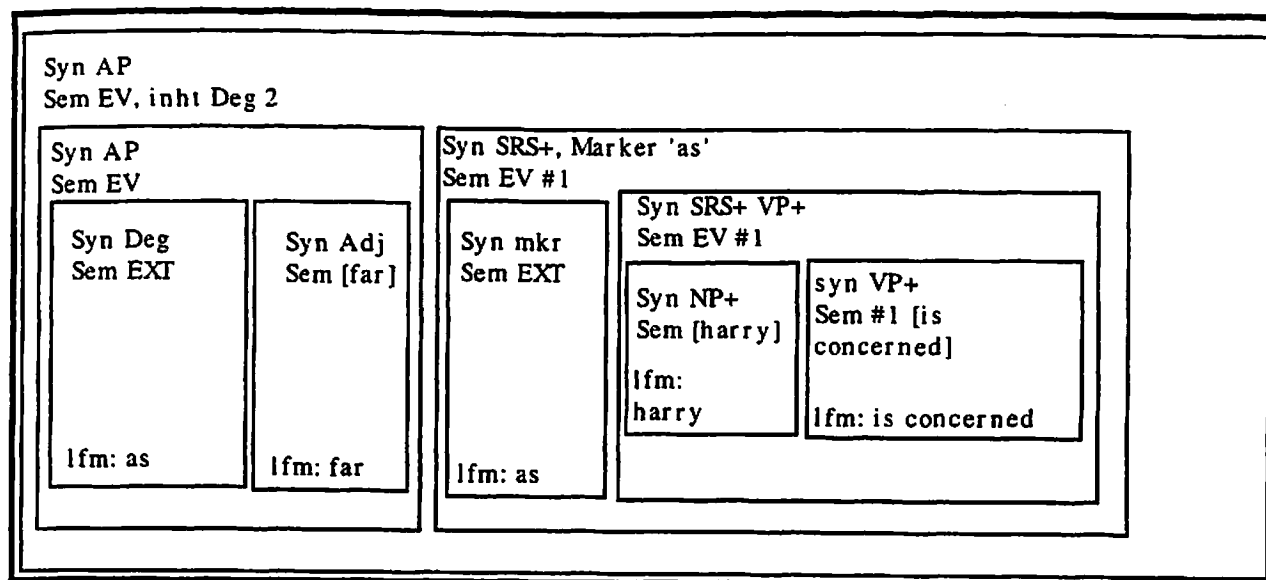 Syn AP
Sem EV, inht Deg 2
Syn AP
Sem EV
Syn Deg
Sem EXT
lfm: as
Syn Adj
Sem [far]
lfm: far
Syn SRS+, Marker 'as'
Sem EV #1
Syn mkr
Sem EXT
lfm: as
Syn SRS+ VP+
Sem EV #1
Syn NP+
Sem [harry]
lfm:
harry
syn VP+
Sem #1 [is
concerned]
lfm: is concerned